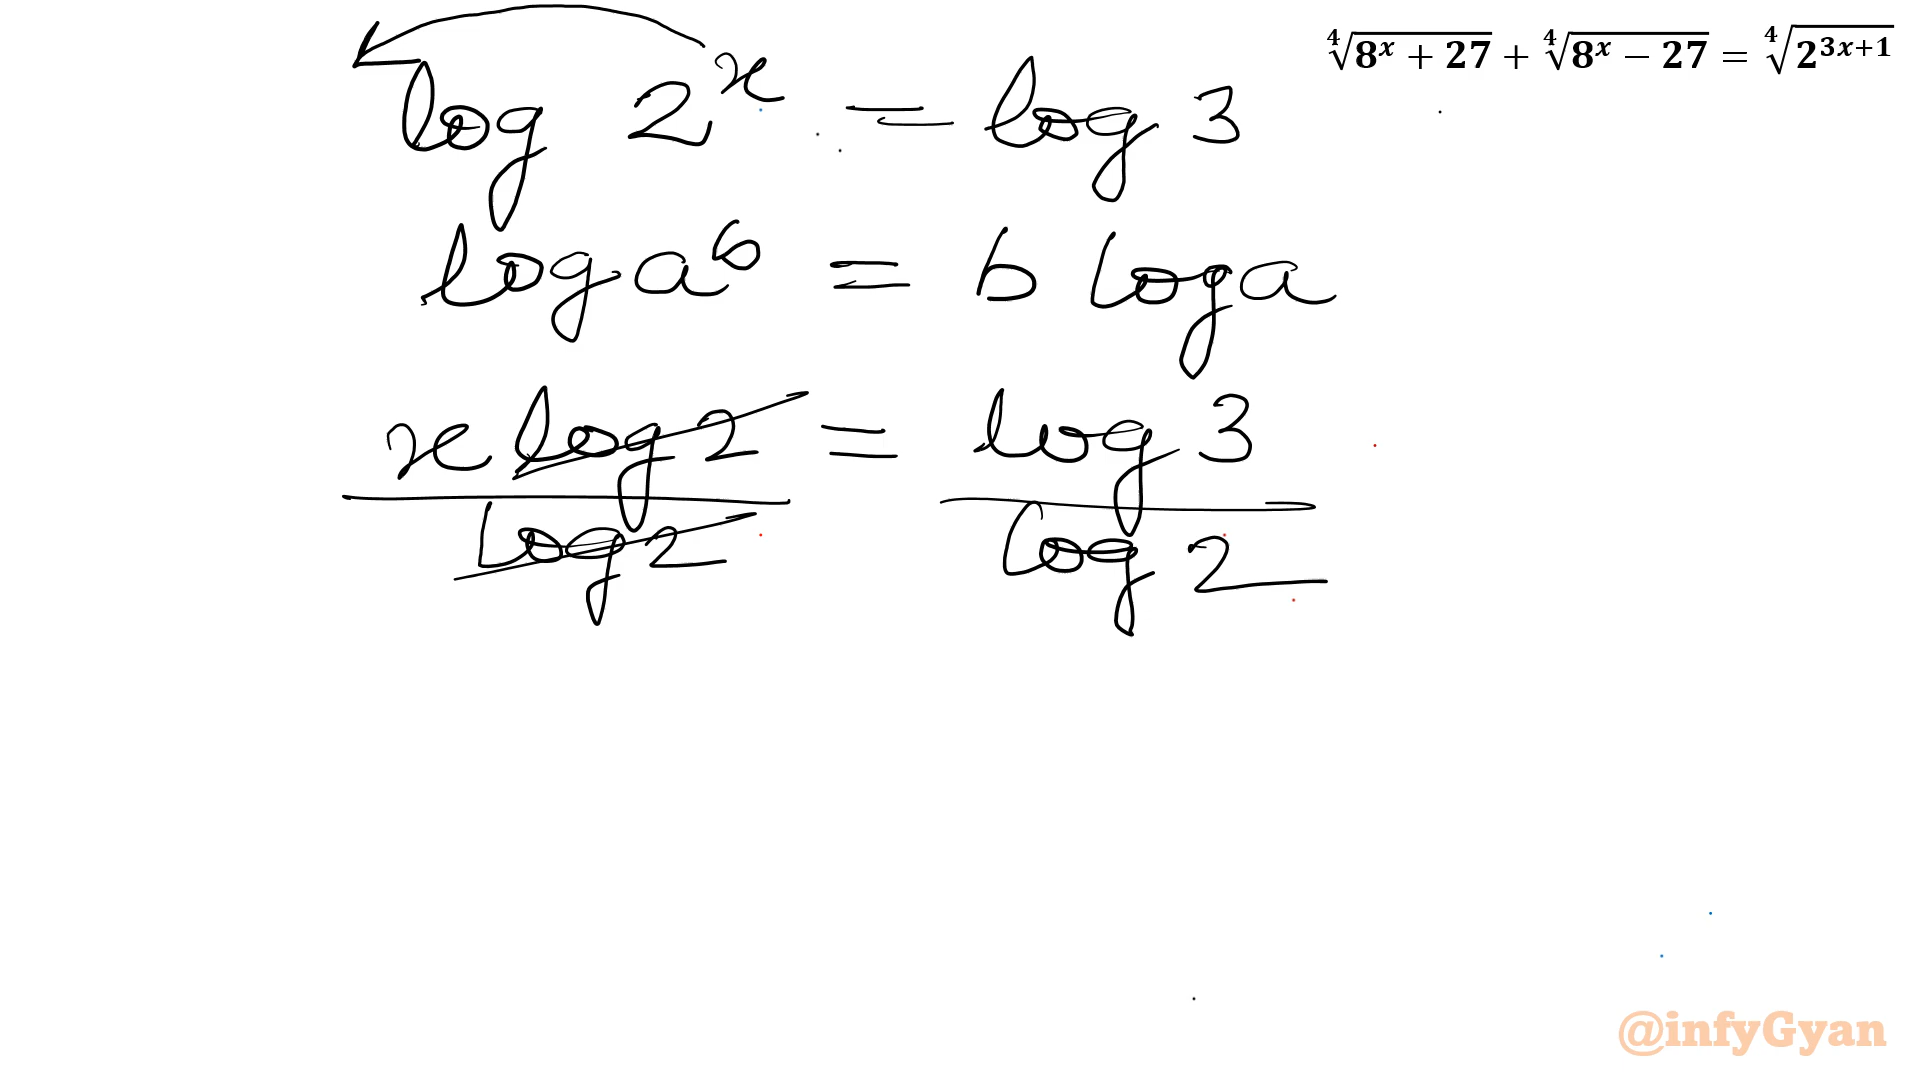 ∜(8^x + 27) + ∜(8^x − 27) = ∜(2^(3x+1))
log 2^x = log 3
log a^b = b log a
x log 2 = log 3
log 2 log 2
@infyGyan